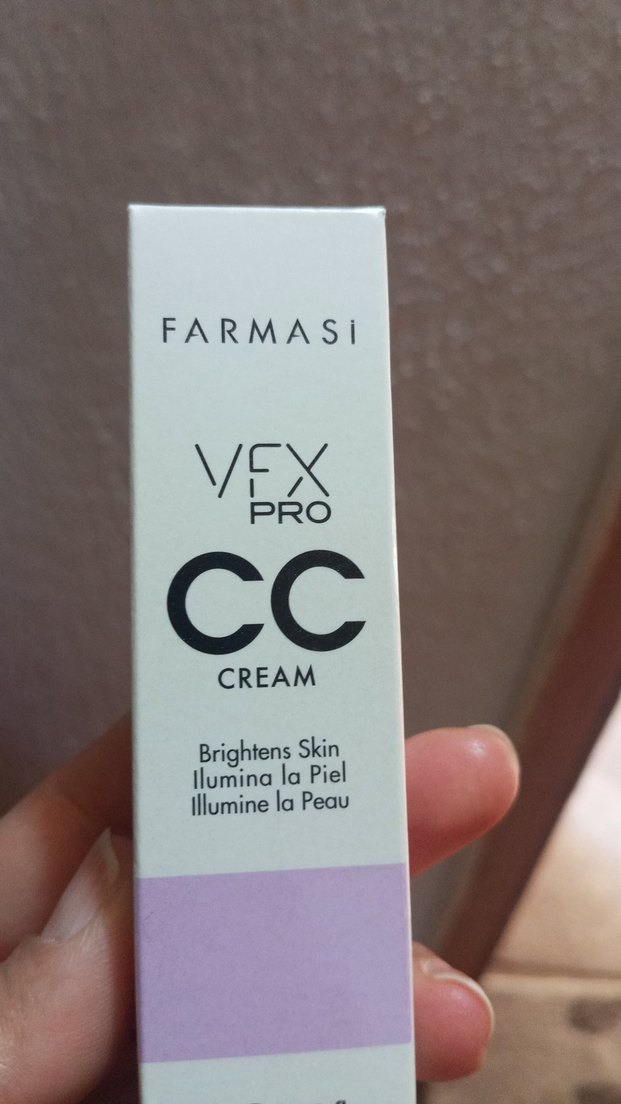 FARMASi
VFX
PRO
CC
CREAM
Brightens Skin
Ilumina la Piel
Illumine la Peau